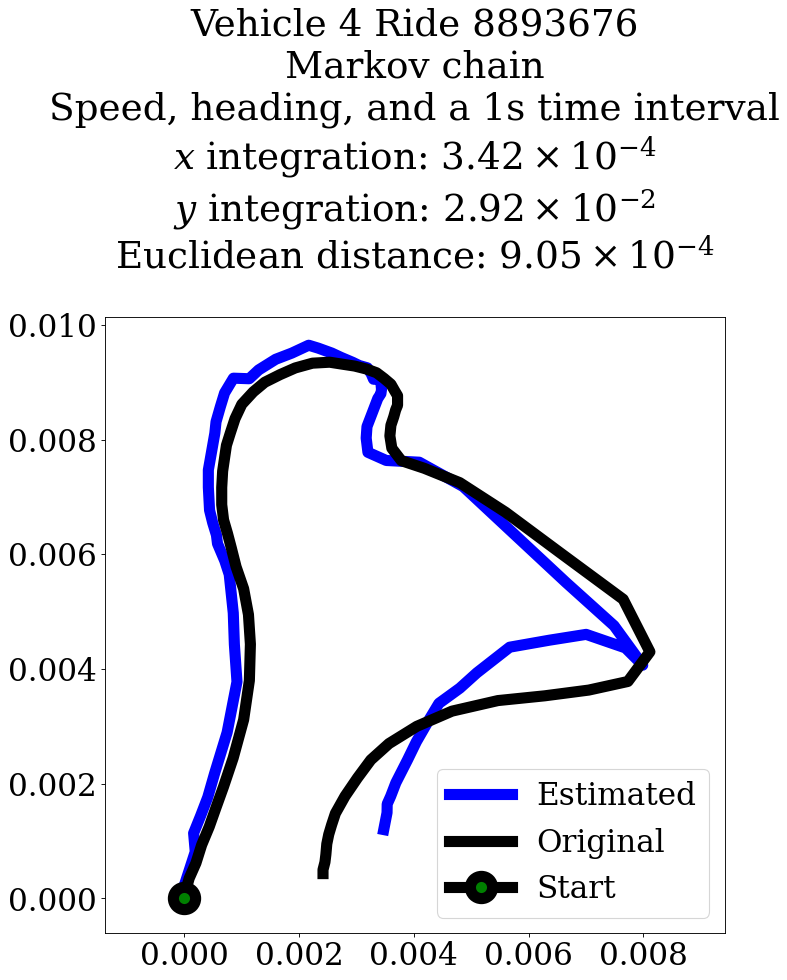 Vehicle 4 Ride 8893676
Markov chain
Speed, heading, and a 1s time interval
x integration: 3.42 × 10⁻⁴
y integration: 2.92 × 10⁻²
Euclidean distance: 9.05 × 10⁻⁴
0.010
0.008
0.006
0.004
0.002
0.000
Estimated
Original
Start
0.000 0.002 0.004 0.006 0.008